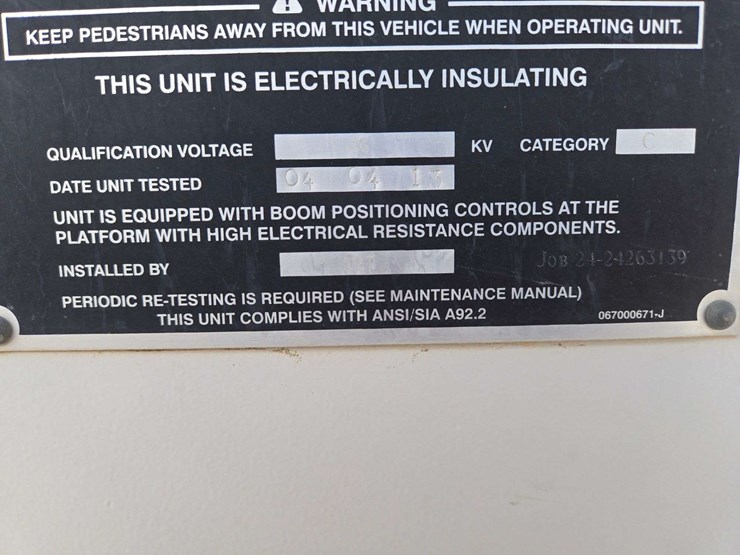 WARNING
KEEP PEDESTRIANS AWAY FROM THIS VEHICLE WHEN OPERATING UNIT.
THIS UNIT IS ELECTRICALLY INSULATING
QUALIFICATION VOLTAGE KV CATEGORY C
DATE UNIT TESTED 04 04 13
UNIT IS EQUIPPED WITH BOOM POSITIONING CONTROLS AT THE
PLATFORM WITH HIGH ELECTRICAL RESISTANCE COMPONENTS.
INSTALLED BY JOB 24-24263139
PERIODIC RE-TESTING IS REQUIRED (SEE MAINTENANCE MANUAL)
THIS UNIT COMPLIES WITH ANSI/SIA A92.2 067000671-J